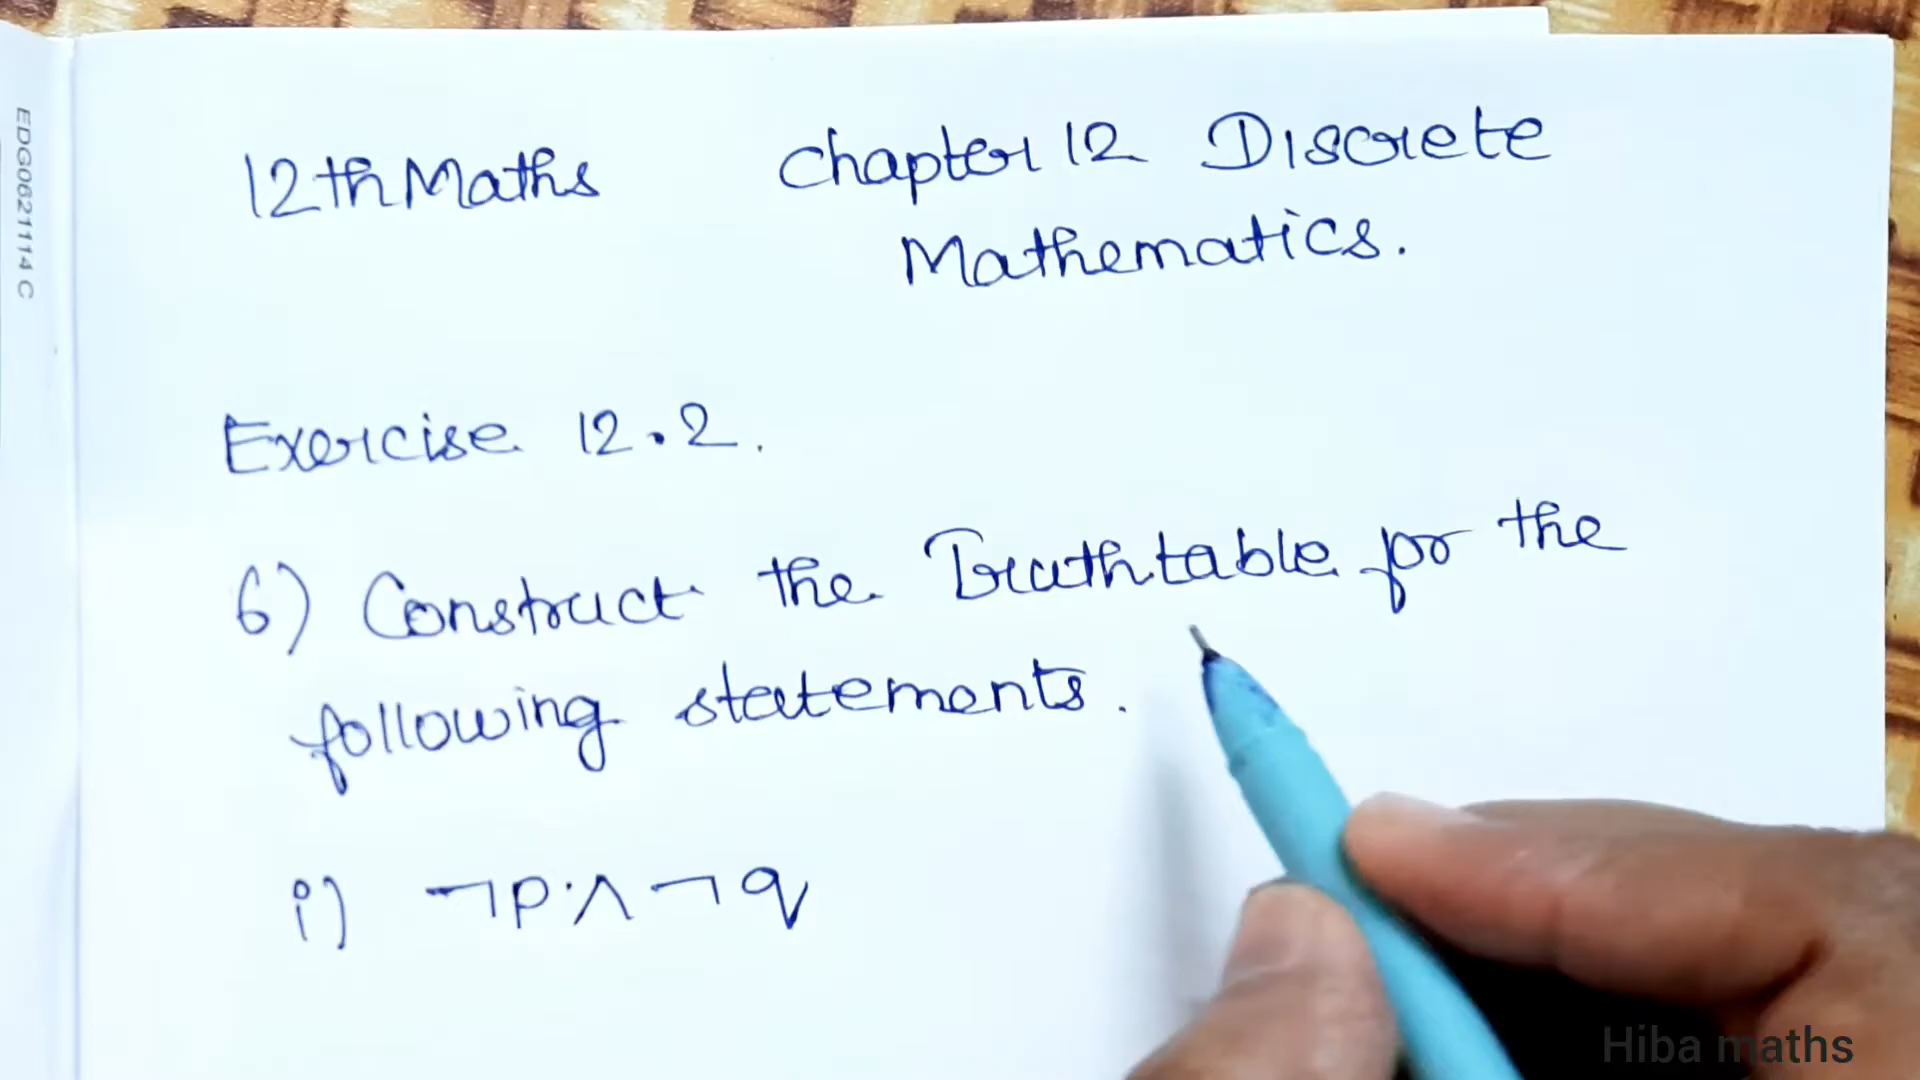 EDG0621114 C
12th Maths
Chapter 12 Discrete
Mathematics.
Exercise 12.2.
6) Construct the Truthtable for the
following statements.
i) ¬p ∧ ¬q
Hiba maths